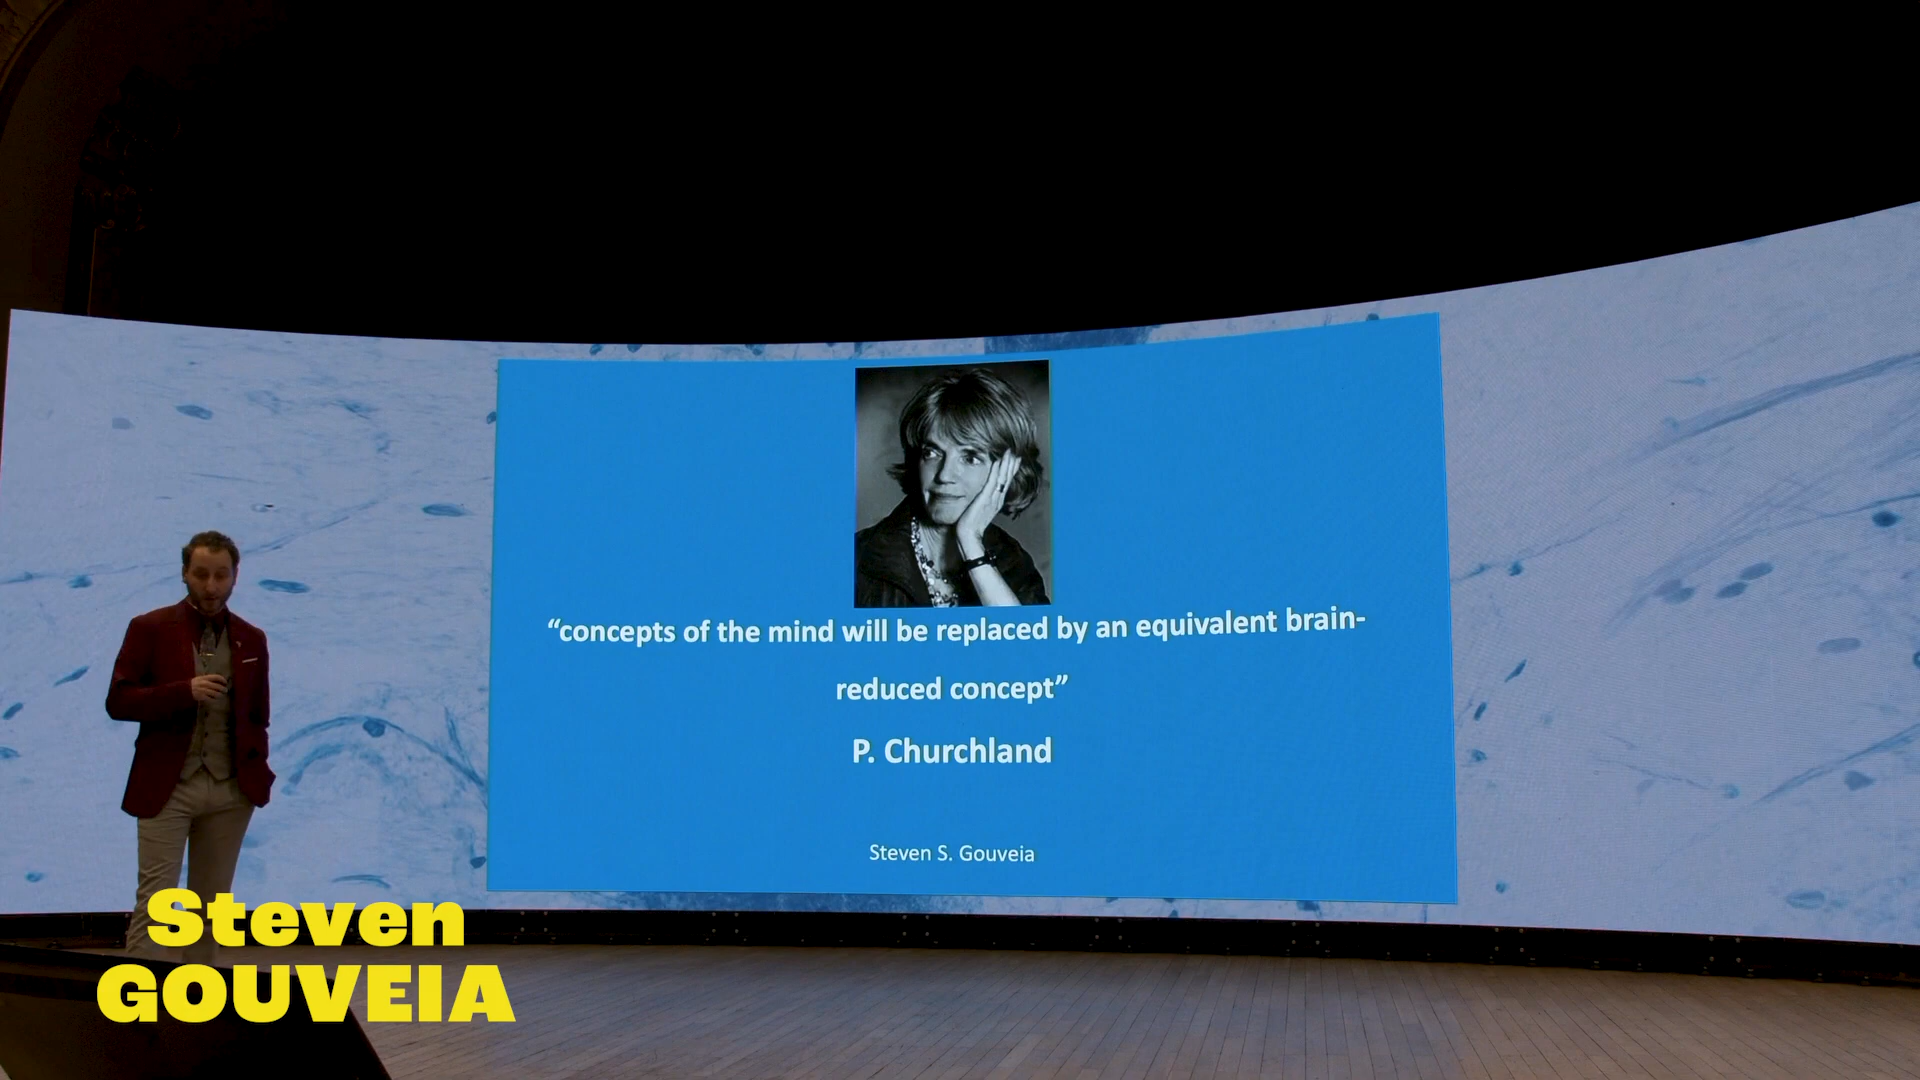 “concepts of the mind will be replaced by an equivalent brain-
reduced concept”
P. Churchland
Steven S. Gouveia
Steven
GOUVEIA